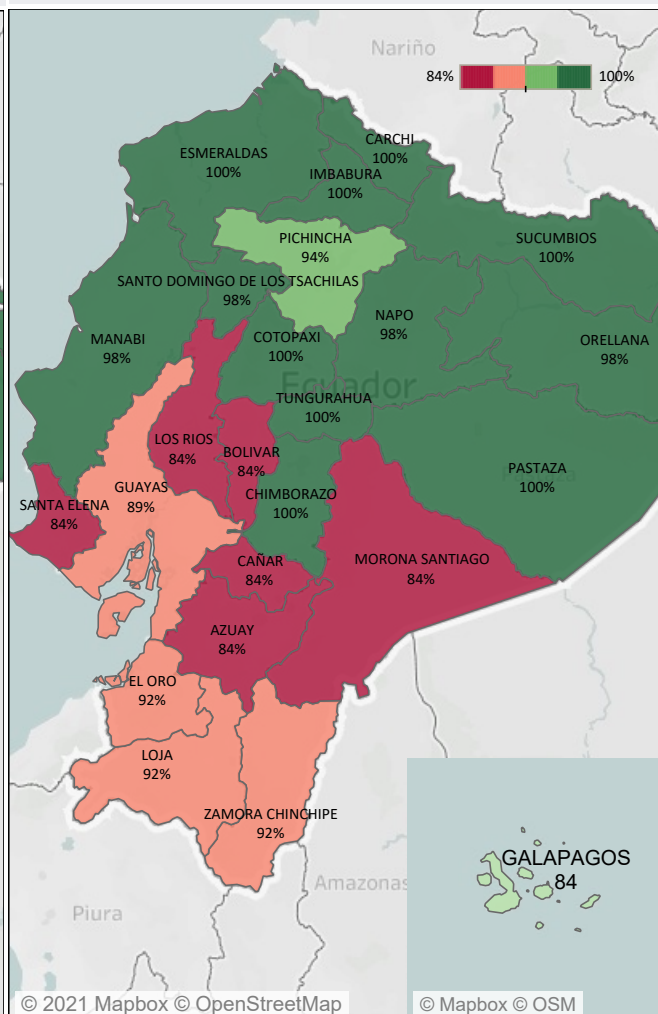 Nariño
84%
100%
CARCHI
100%
ESMERALDAS
100%
IMBABURA
100%
PICHINCHA
94%
SUCUMBIOS
100%
SANTO DOMINGO DE LOS TSACHILAS
98%
NAPO
98%
MANABI
98%
COTOPAXI
100%
ORELLANA
98%
Ecuador
TUNGURAHUA
100%
LOS RIOS
84%
BOLIVAR
84%
PASTAZA
100%
GUAYAS
89%
CHIMBORAZO
100%
SANTA ELENA
84%
CAÑAR
84%
MORONA SANTIAGO
84%
AZUAY
84%
EL ORO
92%
LOJA
92%
ZAMORA CHINCHIPE
92%
GALAPAGOS
84
Amazonas
Piura
© 2021 Mapbox © OpenStreetMap
© Mapbox © OSM